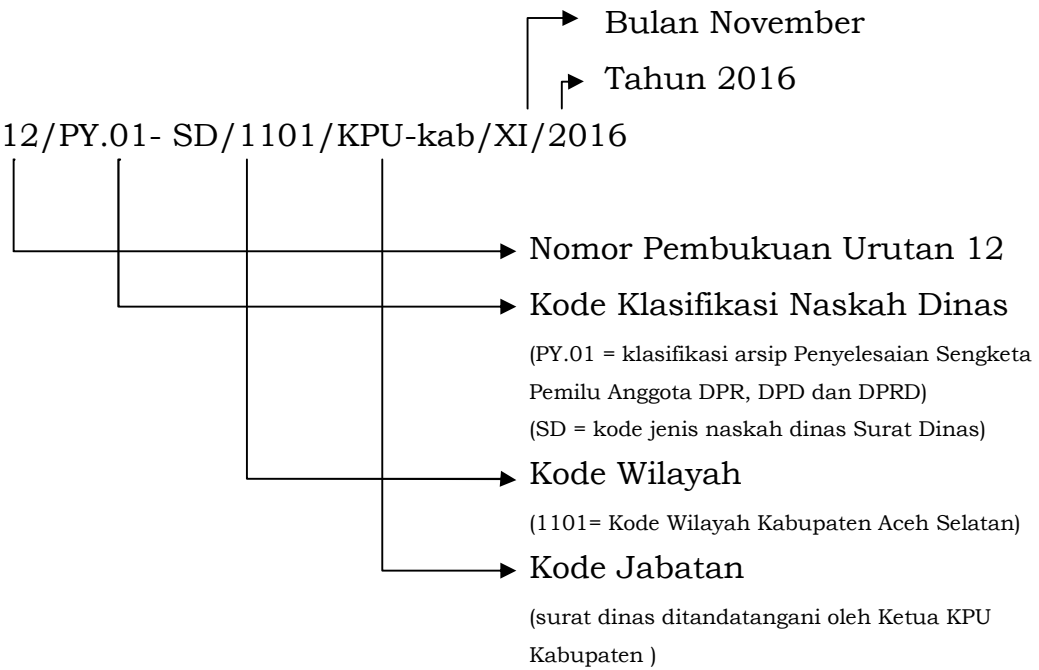 Bulan November
Tahun 2016
12/PY.01- SD/1101/KPU-kab/XI/2016
Nomor Pembukuan Urutan 12
Kode Klasifikasi Naskah Dinas
(PY.01 = klasifikasi arsip Penyelesaian Sengketa
Pemilu Anggota DPR, DPD dan DPRD)
(SD = kode jenis naskah dinas Surat Dinas)
Kode Wilayah
(1101= Kode Wilayah Kabupaten Aceh Selatan)
Kode Jabatan
(surat dinas ditandatangani oleh Ketua KPU
Kabupaten )